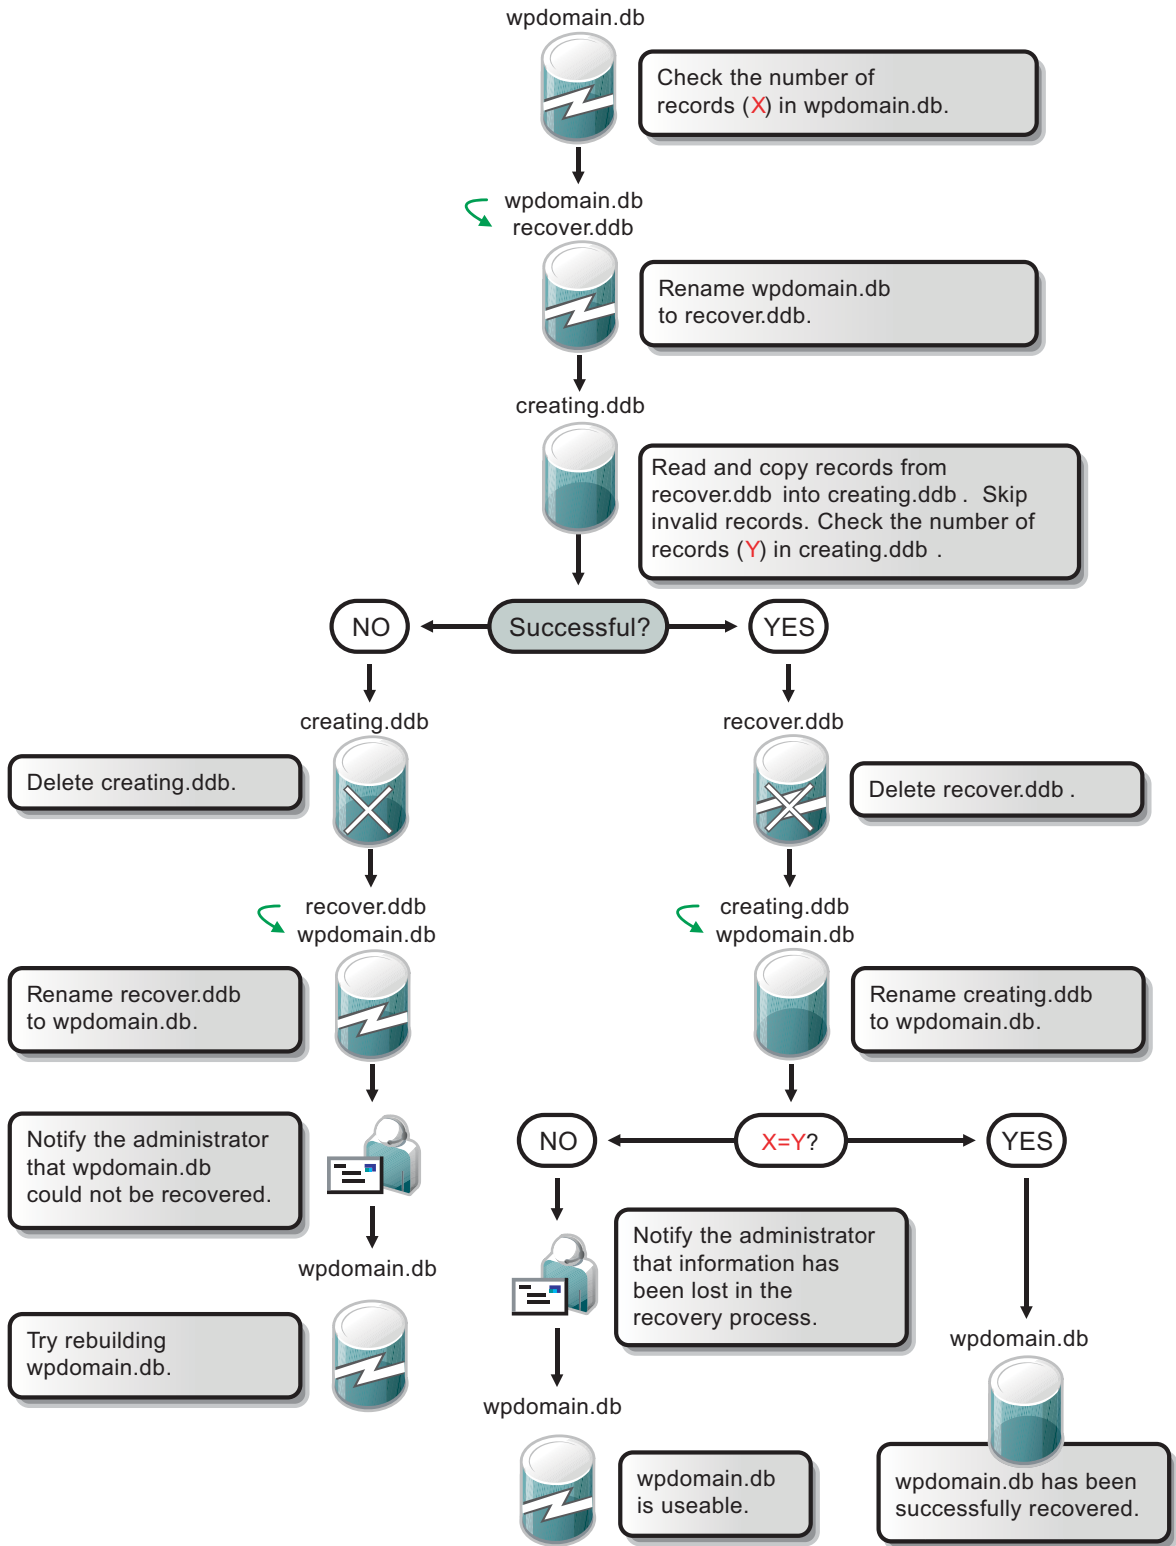 wpdomain.db
Check the number of
records (X) in wpdomain.db.
wpdomain.db
recover.ddb
Rename wpdomain.db
to recover.ddb.
creating.ddb
Read and copy records from
recover.ddb into creating.ddb . Skip
invalid records. Check the number of
records (Y) in creating.ddb .
NO
Successful?
YES
creating.ddb
Delete creating.ddb.
recover.ddb
Delete recover.ddb .
recover.ddb
wpdomain.db
Rename recover.ddb
to wpdomain.db.
creating.ddb
wpdomain.db
Rename creating.ddb
to wpdomain.db.
Notify the administrator
that wpdomain.db
could not be recovered.
NO
X=Y?
YES
wpdomain.db
Try rebuilding
wpdomain.db.
Notify the administrator
that information has
been lost in the
recovery process.
wpdomain.db
wpdomain.db
is useable.
wpdomain.db
wpdomain.db has been
successfully recovered.